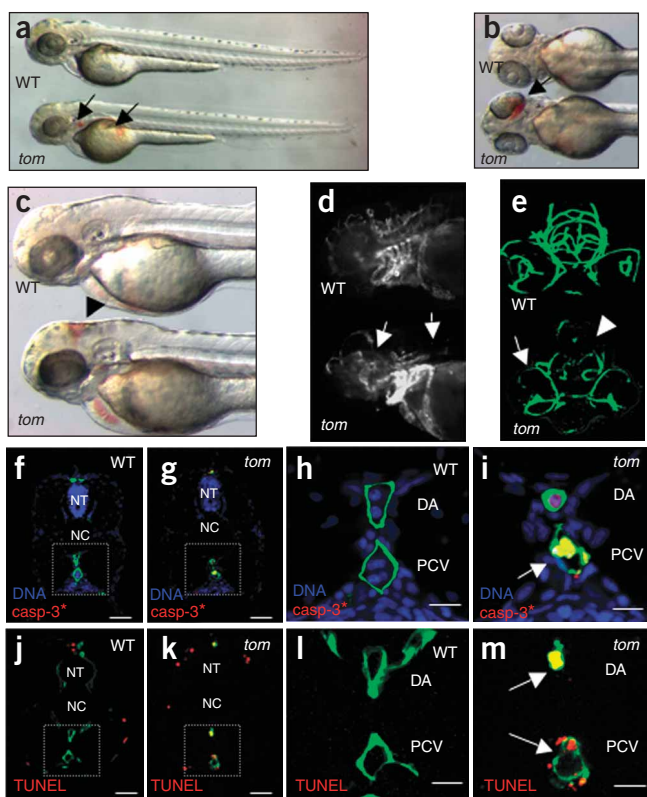 a
WT
tom
b
WT
tom
c
WT
tom
d
WT
tom
e
WT
tom
f
WT
NT
NC
DNA
casp-3*
g
tom
NT
NC
h
WT
DA
PCV
DNA
casp-3*
i
tom
DA
PCV
DNA
casp-3*
j
WT
NT
NC
TUNEL
k
tom
NT
NC
TUNEL
l
WT
DA
PCV
TUNEL
m
tom
DA
PCV
TUNEL